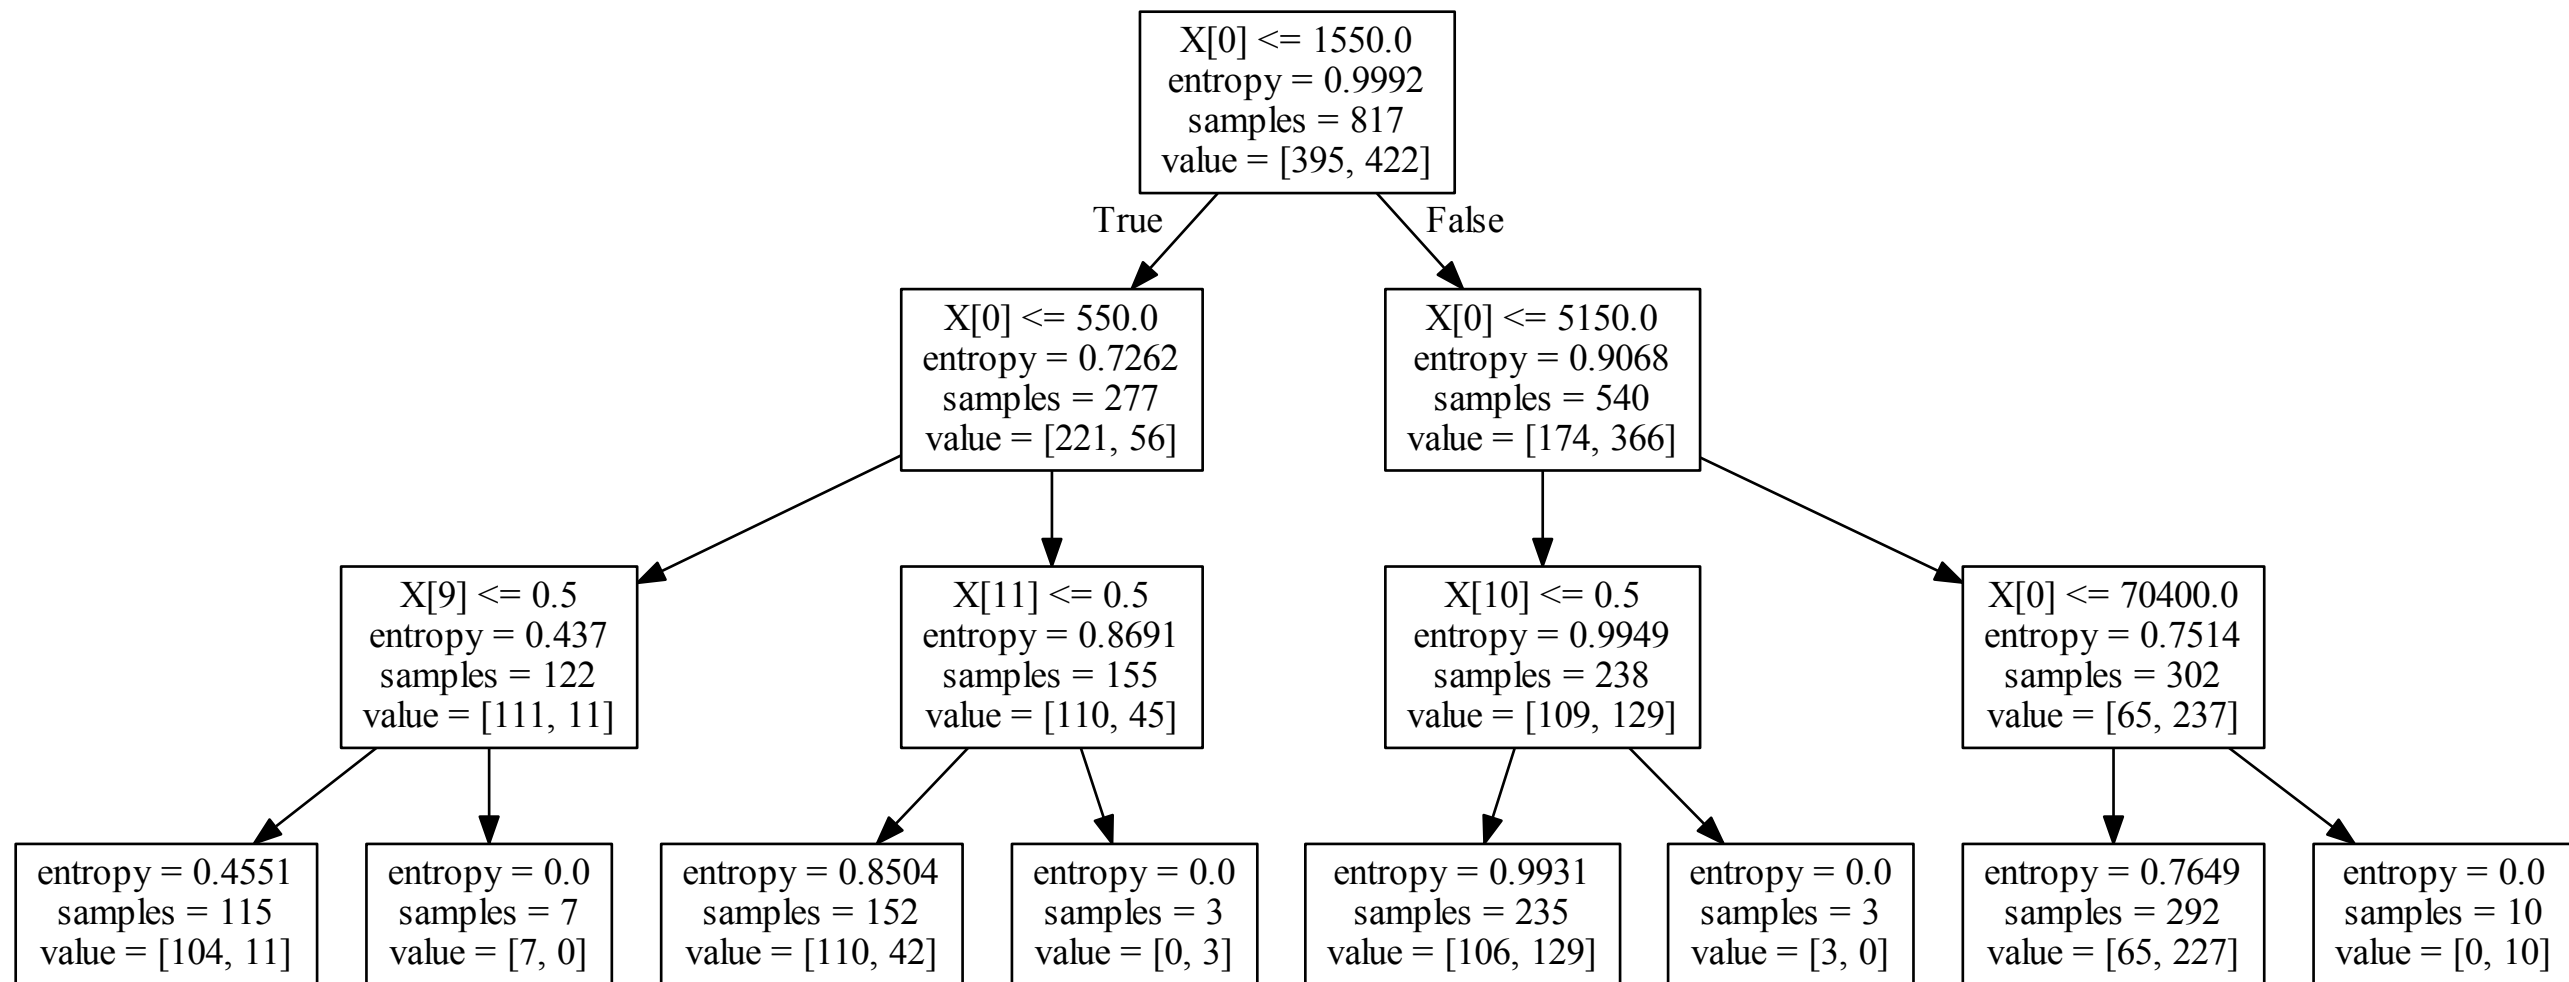 X[0] <= 1550.0
entropy = 0.9992
samples = 817
value = [395, 422]
True
False
X[0] <= 550.0
entropy = 0.7262
samples = 277
value = [221, 56]
X[0] <= 5150.0
entropy = 0.9068
samples = 540
value = [174, 366]
X[9] <= 0.5
entropy = 0.437
samples = 122
value = [111, 11]
X[11] <= 0.5
entropy = 0.8691
samples = 155
value = [110, 45]
X[10] <= 0.5
entropy = 0.9949
samples = 238
value = [109, 129]
X[0] <= 70400.0
entropy = 0.7514
samples = 302
value = [65, 237]
entropy = 0.4551
samples = 115
value = [104, 11]
entropy = 0.0
samples = 7
value = [7, 0]
entropy = 0.8504
samples = 152
value = [110, 42]
entropy = 0.0
samples = 3
value = [0, 3]
entropy = 0.9931
samples = 235
value = [106, 129]
entropy = 0.0
samples = 3
value = [3, 0]
entropy = 0.7649
samples = 292
value = [65, 227]
entropy = 0.0
samples = 10
value = [0, 10]